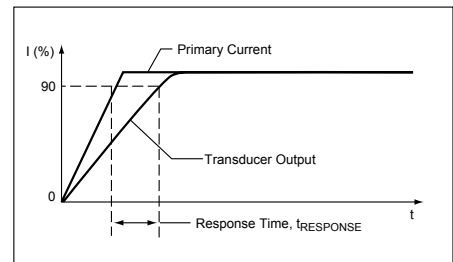 I (%)
Primary Current
90
Transducer Output
0
t
Response Time, tRESPONSE